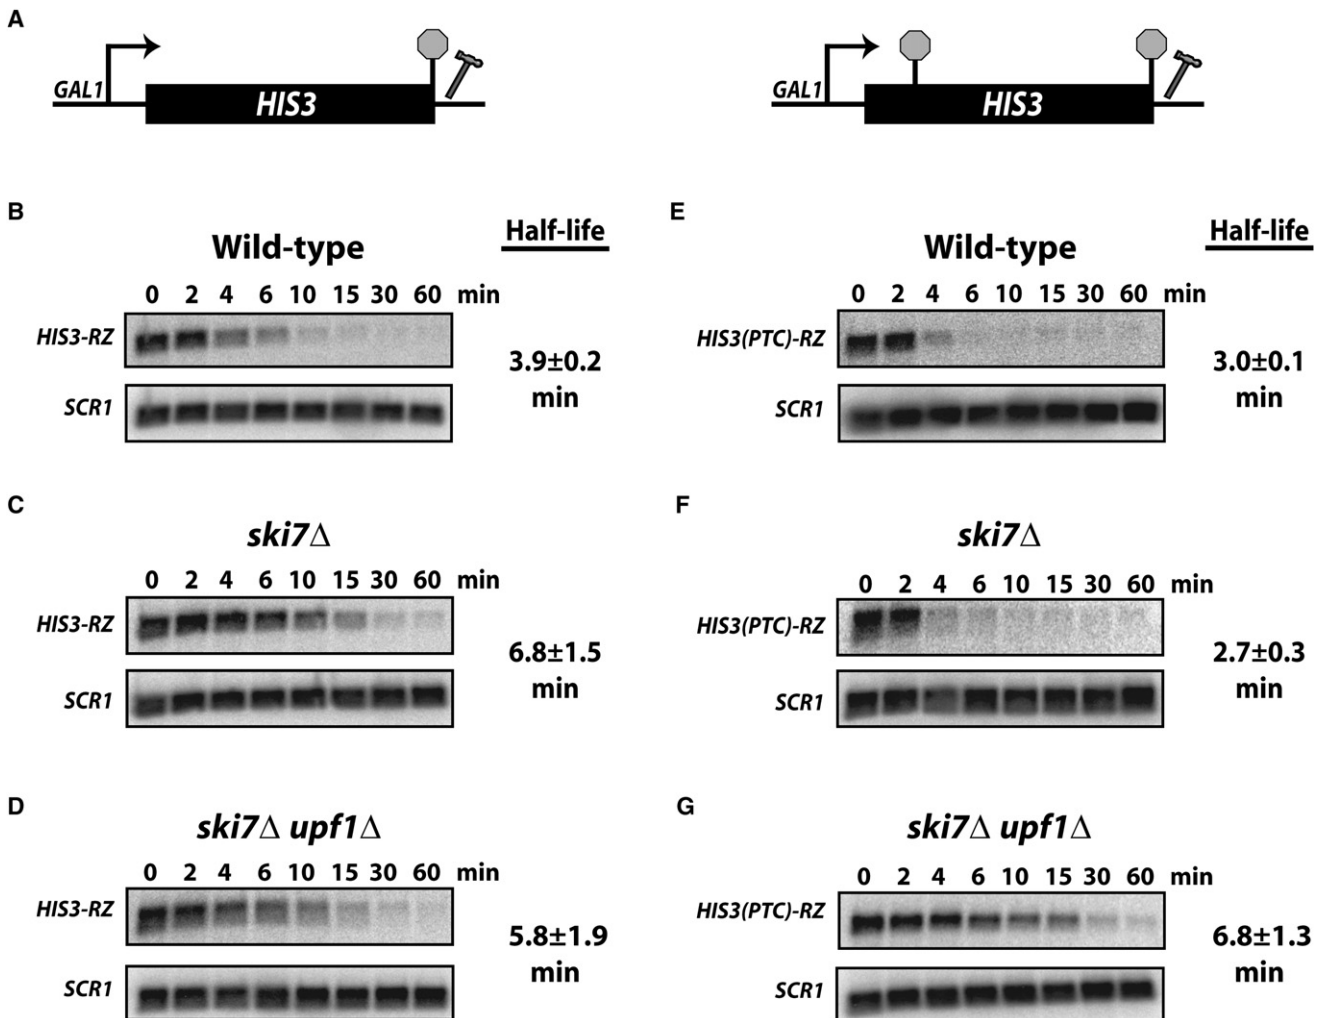 A
GAL1
HIS3
GAL1
HIS3
B
Wild-type
Half-life
0 2 4 6 10 15 30 60 min
HIS3-RZ
SCR1
3.9±0.2
min
E
Wild-type
Half-life
0 2 4 6 10 15 30 60 min
HIS3(PTC)-RZ
SCR1
3.0±0.1
min
C
ski7Δ
0 2 4 6 10 15 30 60 min
HIS3-RZ
SCR1
6.8±1.5
min
F
ski7Δ
0 2 4 6 10 15 30 60 min
HIS3(PTC)-RZ
SCR1
2.7±0.3
min
D
ski7Δ upf1Δ
0 2 4 6 10 15 30 60 min
HIS3-RZ
SCR1
5.8±1.9
min
G
ski7Δ upf1Δ
0 2 4 6 10 15 30 60 min
HIS3(PTC)-RZ
SCR1
6.8±1.3
min